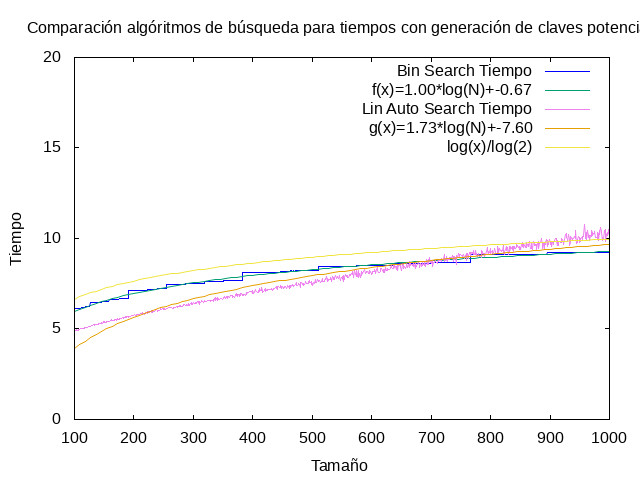 Comparación algóritmos de búsqueda para tiempos con generación de claves potenci
20
15
10
5
0
Tiempo
Bin Search Tiempo
f(x)=1.00*log(N)+-0.67
Lin Auto Search Tiempo
g(x)=1.73*log(N)+-7.60
log(x)/log(2)
100 200 300 400 500 600 700 800 900 1000
Tamaño